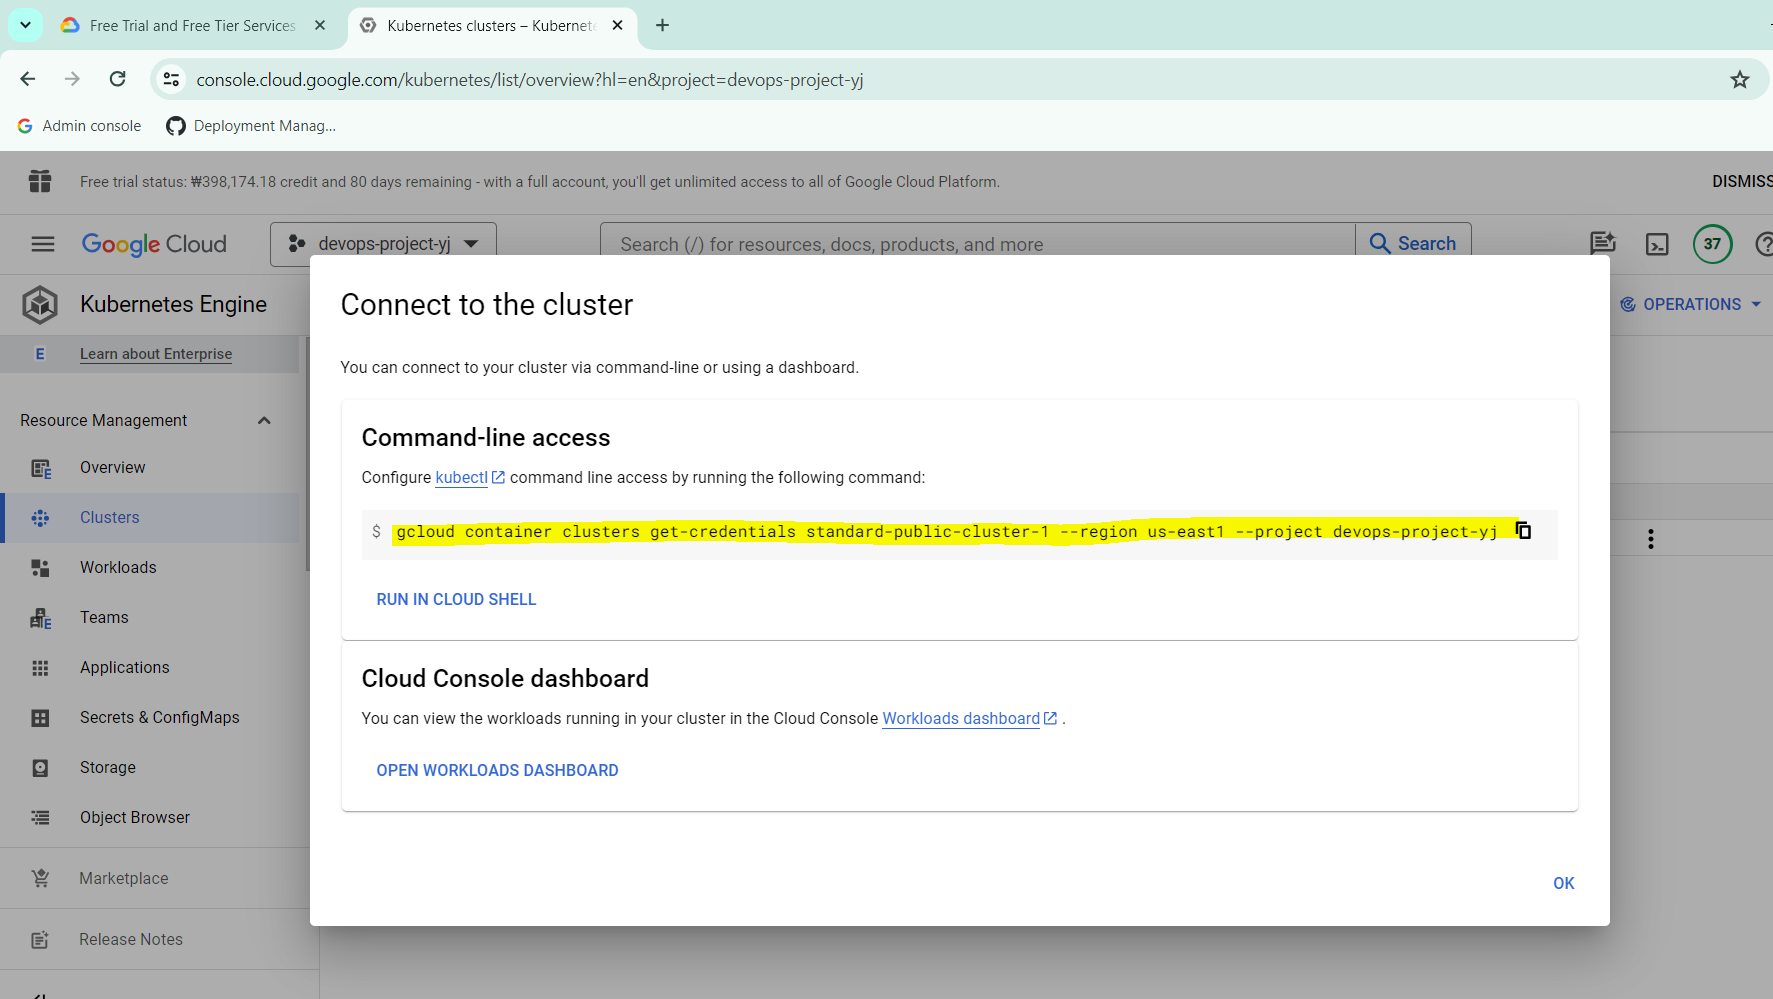 Free Trial and Free Tier Services
Kubernetes clusters – Kubernete
console.cloud.google.com/kubernetes/list/overview?hl=en&project=devops-project-yj
Admin console
Deployment Manag...
Free trial status: ₩398,174.18 credit and 80 days remaining - with a full account, you'll get unlimited access to all of Google Cloud Platform.
DISMISS
Google Cloud
devops-project-yj
Search (/) for resources, docs, products, and more
Search
37
Kubernetes Engine
OPERATIONS
E Learn about Enterprise
Resource Management
Overview
Clusters
Workloads
Teams
Applications
Secrets & ConfigMaps
Storage
Object Browser
Marketplace
Release Notes
Connect to the cluster
You can connect to your cluster via command-line or using a dashboard.
Command-line access
Configure kubectl command line access by running the following command:
$ gcloud container clusters get-credentials standard-public-cluster-1 --region us-east1 --project devops-project-yj
RUN IN CLOUD SHELL
Cloud Console dashboard
You can view the workloads running in your cluster in the Cloud Console Workloads dashboard .
OPEN WORKLOADS DASHBOARD
OK